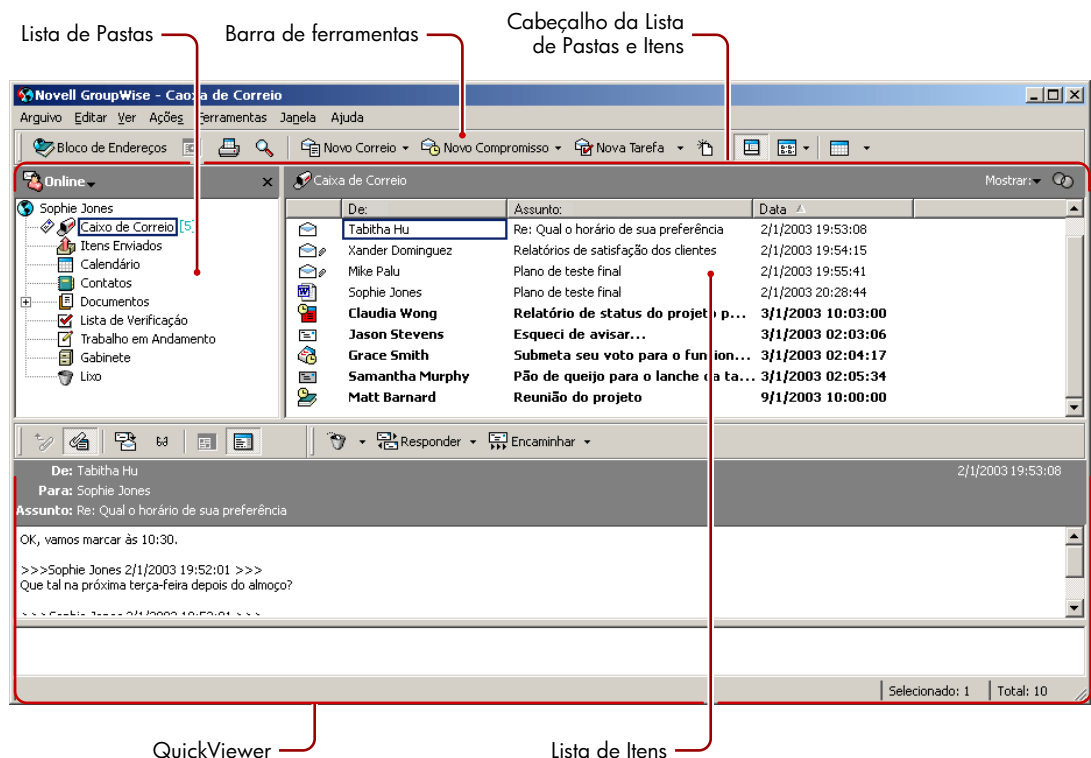 Lista de Pastas
Barra de ferramentas
Cabeçalho da Lista
de Pastas e Itens
Novell GroupWise - Caoxa de Correio
Arquivo Editar Ver Ações Ferramentas Janela Ajuda
Bloco de Endereços Novo Correio Novo Compromisso Nova Tarefa
Online Caixa de Correio Mostrar:
Sophie Jones
Caixo de Correio [5]
Itens Enviados
Calendário
Contatos
Documentos
Lista de Verificação
Trabalho em Andamento
Gabinete
Lixo
De: Assunto: Data
Tabitha Hu Re: Qual o horário de sua preferência 2/1/2003 19:53:08
Xander Dominguez Relatórios de satisfação dos clientes 2/1/2003 19:54:15
Mike Palu Plano de teste final 2/1/2003 19:55:41
Sophie Jones Plano de teste final 2/1/2003 20:28:44
Claudia Wong Relatório de status do projeto p... 3/1/2003 10:03:00
Jason Stevens Esqueci de avisar... 3/1/2003 02:03:06
Grace Smith Submeta seu voto para o funcion... 3/1/2003 02:04:17
Samantha Murphy Pão de queijo para o lanche da ta... 3/1/2003 02:05:34
Matt Barnard Reunião do projeto 9/1/2003 10:00:00
Responder Encaminhar
De: Tabitha Hu 2/1/2003 19:53:08
Para: Sophie Jones
Assunto: Re: Qual o horário de sua preferência
OK, vamos marcar às 10:30.
>>>Sophie Jones 2/1/2003 19:52:01 >>>
Que tal na próxima terça-feira depois do almoço?
Selecionado: 1 Total: 10
QuickViewer
Lista de Itens